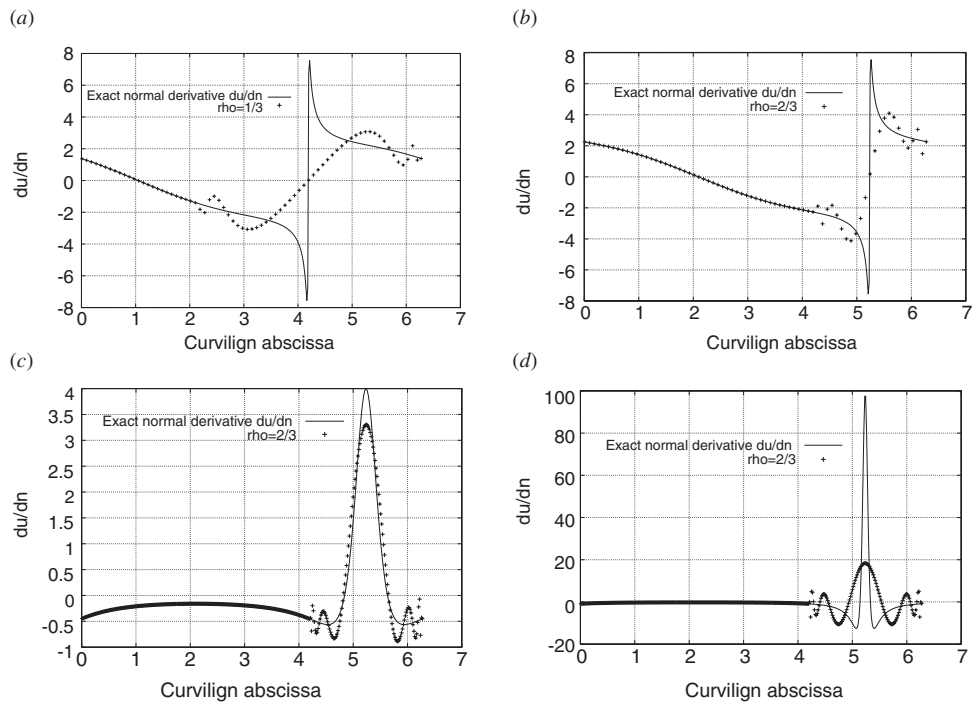 (a)
8
6
4
2
0
-2
-4
-6
-8
du/dn
Exact normal derivative du/dn
rho=1/3
0 1 2 3 4 5 6 7
Curvilign abscissa
(b)
8
6
4
2
0
-2
-4
-6
-8
du/dn
Exact normal derivative du/dn
rho=2/3
0 1 2 3 4 5 6 7
Curvilign abscissa
(c)
4
3.5
3
2.5
2
1.5
1
0.5
0
-0.5
-1
du/dn
Exact normal derivative du/dn
rho=2/3
0 1 2 3 4 5 6 7
Curvilign abscissa
(d)
100
80
60
40
20
0
-20
du/dn
Exact normal derivative du/dn
rho=2/3
0 1 2 3 4 5 6 7
Curvilign abscissa